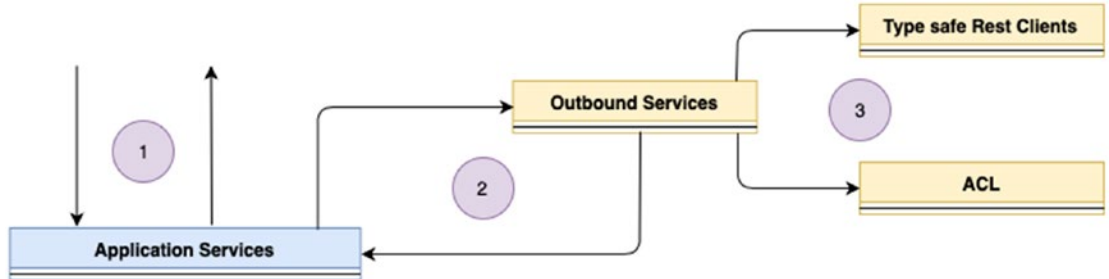 Type safe Rest Clients
Outbound Services
3
1
2
ACL
Application Services